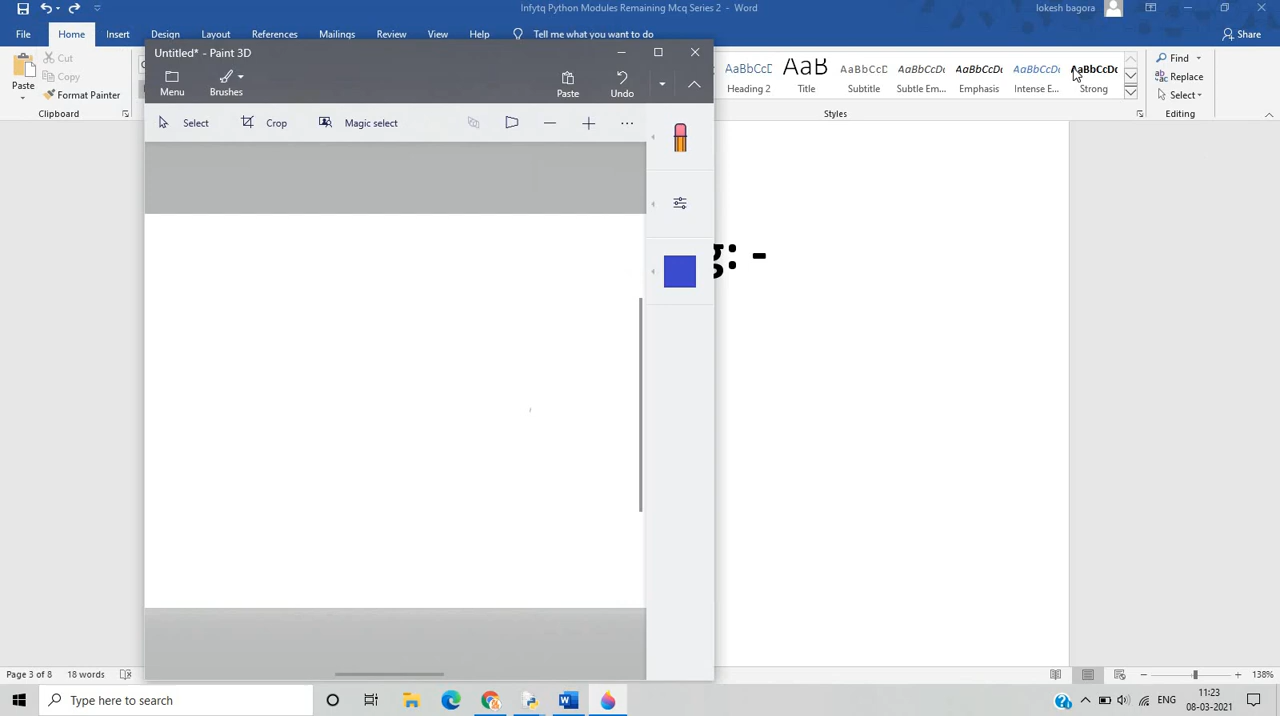 Infytq Python Modules Remaining Mcq Series 2 - Word
lokesh bagora
File Home Insert Design Layout References Mailings Review View Help Tell me what you want to do Share
Untitled* - Paint 3D
Cut
Copy
Format Painter
Paste
Clipboard
Menu Brushes Paste Undo
Select Crop Magic select
AaBbCcD AaB AaBbCcD AaBbCcDc AaBbCcDc AaBbCcDc AaBbCcDc
Heading 2 Title Subtitle Subtle Em... Emphasis Intense E... Strong
Styles
Find
Replace
Select
Editing
g: -
Page 3 of 8 18 words 138%
Type here to search
ENG
11:23
08-03-2021